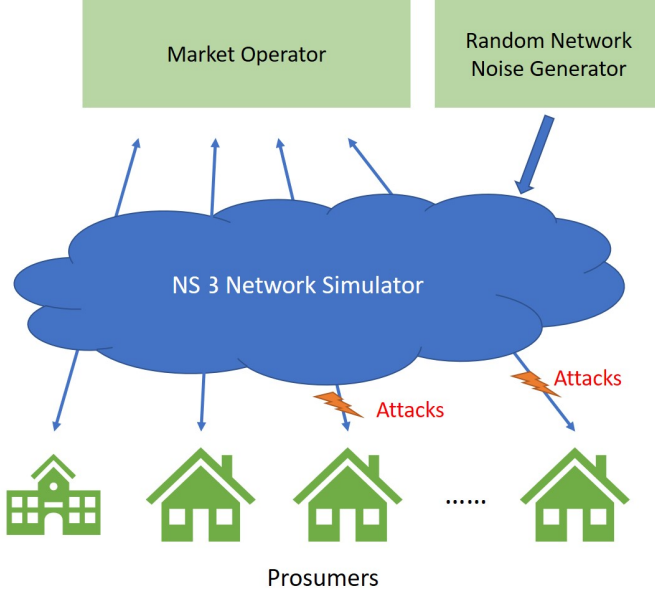 Market Operator
Random Network
Noise Generator
NS 3 Network Simulator
Attacks
Attacks
......
Prosumers